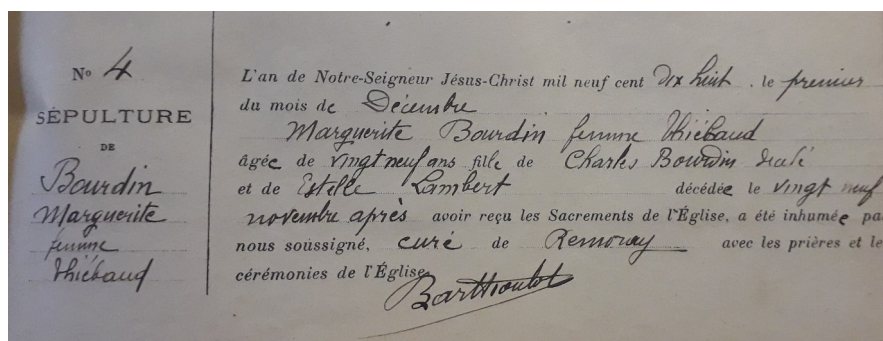 No 4
SÉPULTURE
DE
Bourdin
Marguerite
femme
Thiébaud
L'an de Notre-Seigneur Jésus-Christ mil neuf cent dix huit, le premier
du mois de Décembre
Marguerite Bourdin femme Thiébaud
âgée de vingt neuf ans fille de Charles Bourdin
et de Estelle Lambert décédée le vingt neuf
novembre après avoir reçu les Sacrements de l'Église, a été inhumée pa
nous soussigné, curé de Remoray avec les prières et le
cérémonies de l'Église
Barthoulot